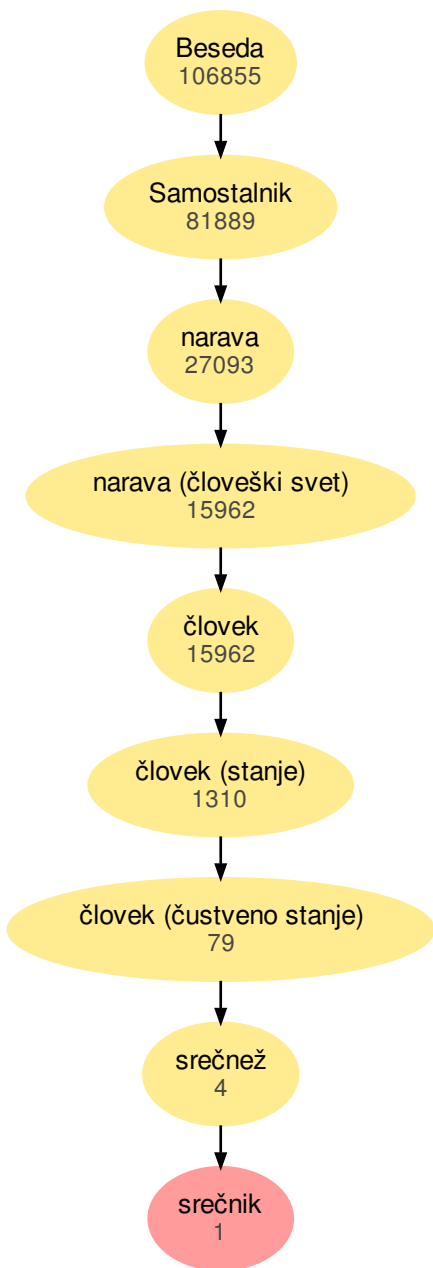 Beseda
106855
Samostalnik
81889
narava
27093
narava (človeški svet)
15962
človek
15962
človek (stanje)
1310
človek (čustveno stanje)
79
srečnež
4
srečnik
1